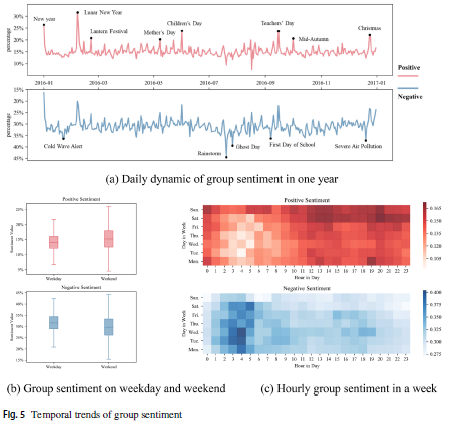 New year
Lunar New Year
Lantern Festival
Mother's Day
Children's Day
Teachers' Day
Mid-Autumn
Christmas
percentage
30%
25%
20%
15%
10%
5%
2016-01 2016-03 2016-05 2016-07 2016-09 2016-11 2017-01
Positive
Negative
percentage
15%
20%
25%
30%
35%
40%
45%
Cold Wave Alert
Rainstorm
Ghost Day
First Day of School
Severe Air Pollution
(a) Daily dynamic of group sentiment in one year
Positive Sentiment
Sentiment Value
Weekday Weekend
Negative Sentiment
Sentiment Value
Weekday Weekend
(b) Group sentiment on weekday and weekend
Positive Sentiment
Day in Week
Sun.
Sat.
Fri.
Thu.
Wed.
Tue.
Mon.
0 1 2 3 4 5 6 7 8 9 10 11 12 13 14 15 16 17 18 19 20 21 22 23
Hour in Day
0.165
0.150
0.135
0.120
0.105
Negative Sentiment
Day in Week
Sun.
Sat.
Fri.
Thu.
Wed.
Tue.
Mon.
0 1 2 3 4 5 6 7 8 9 10 11 12 13 14 15 16 17 18 19 20 21 22 23
Hour in Day
0.400
0.375
0.350
0.325
0.300
0.275
(c) Hourly group sentiment in a week
Fig. 5 Temporal trends of group sentiment